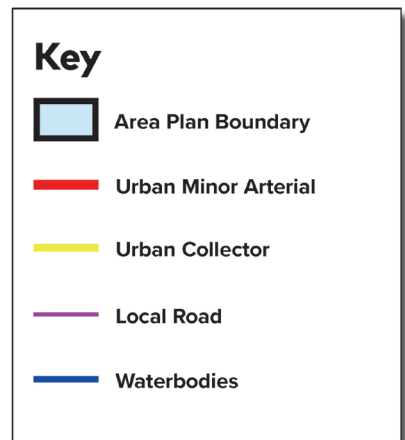 Key
Area Plan Boundary
Urban Minor Arterial
Urban Collector
Local Road
Waterbodies